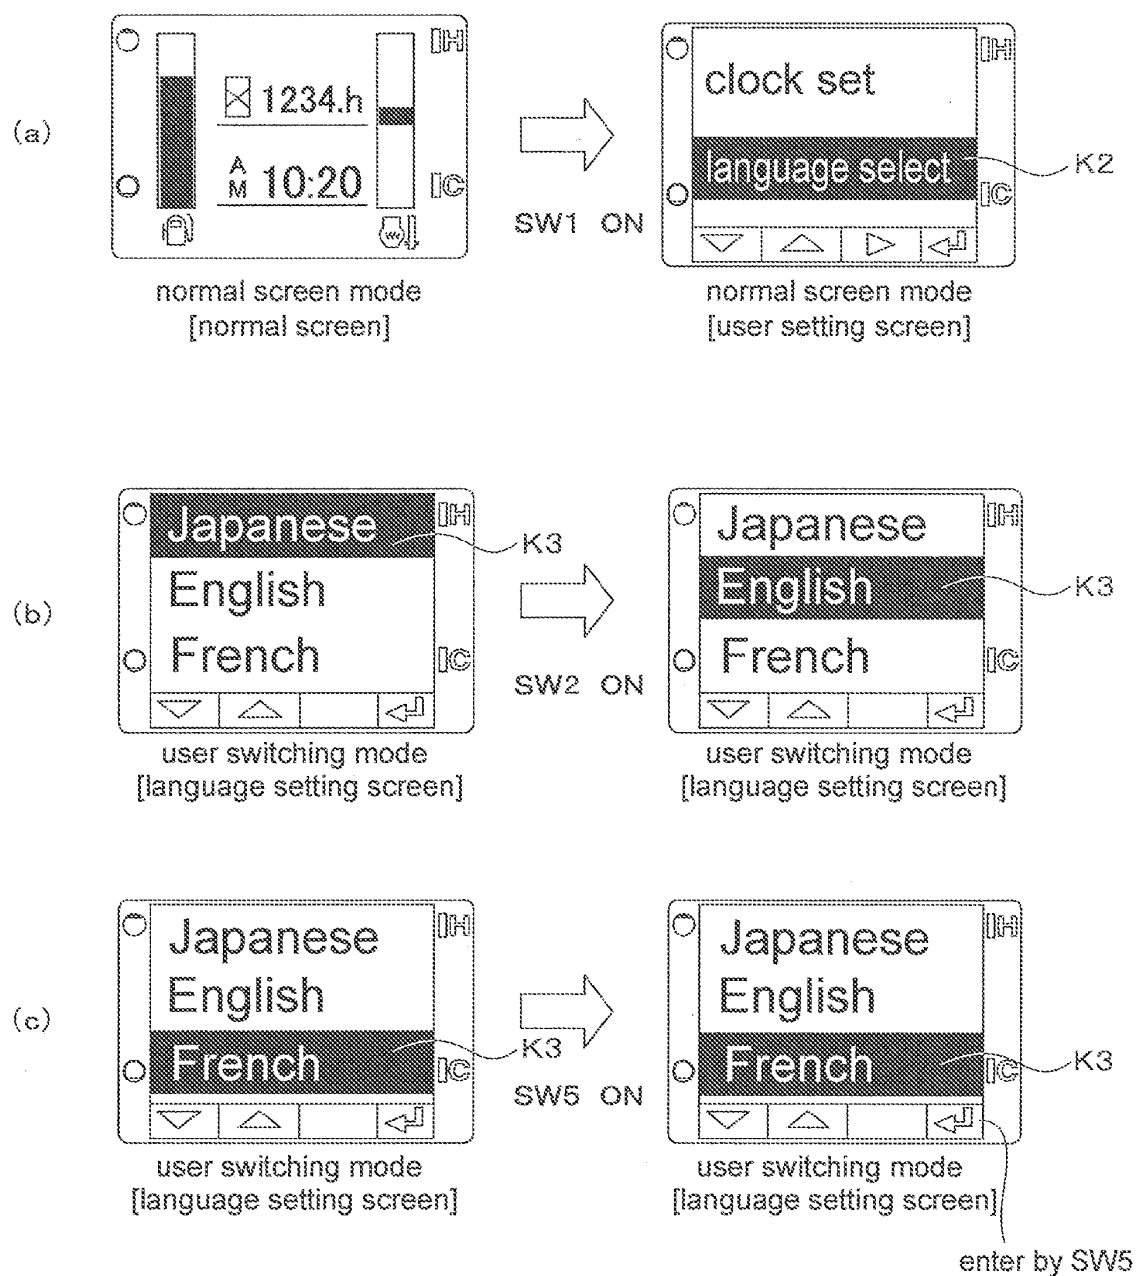 (a)
1234.h
AM 10:20
H
C
normal screen mode
[normal screen]
SW1 ON
clock set
language select
H
C
K2
normal screen mode
[user setting screen]
(b)
Japanese
English
French
H
C
K3
user switching mode
[language setting screen]
SW2 ON
Japanese
English
French
H
C
K3
user switching mode
[language setting screen]
(c)
Japanese
English
French
H
C
K3
user switching mode
[language setting screen]
SW5 ON
Japanese
English
French
H
C
K3
user switching mode
[language setting screen]
enter by SW5